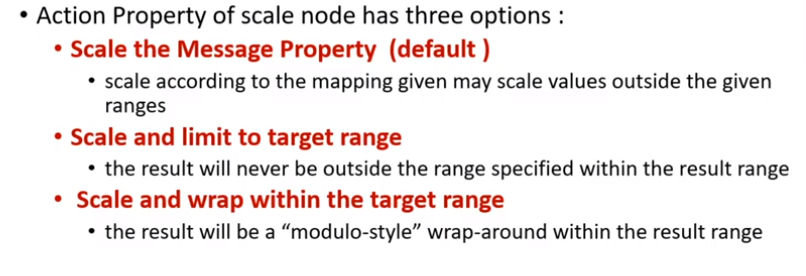 • Action Property of scale node has three options :
• Scale the Message Property (default )
• scale according to the mapping given may scale values outside the given
ranges
• Scale and limit to target range
• the result will never be outside the range specified within the result range
• Scale and wrap within the target range
• the result will be a “modulo-style” wrap-around within the result range